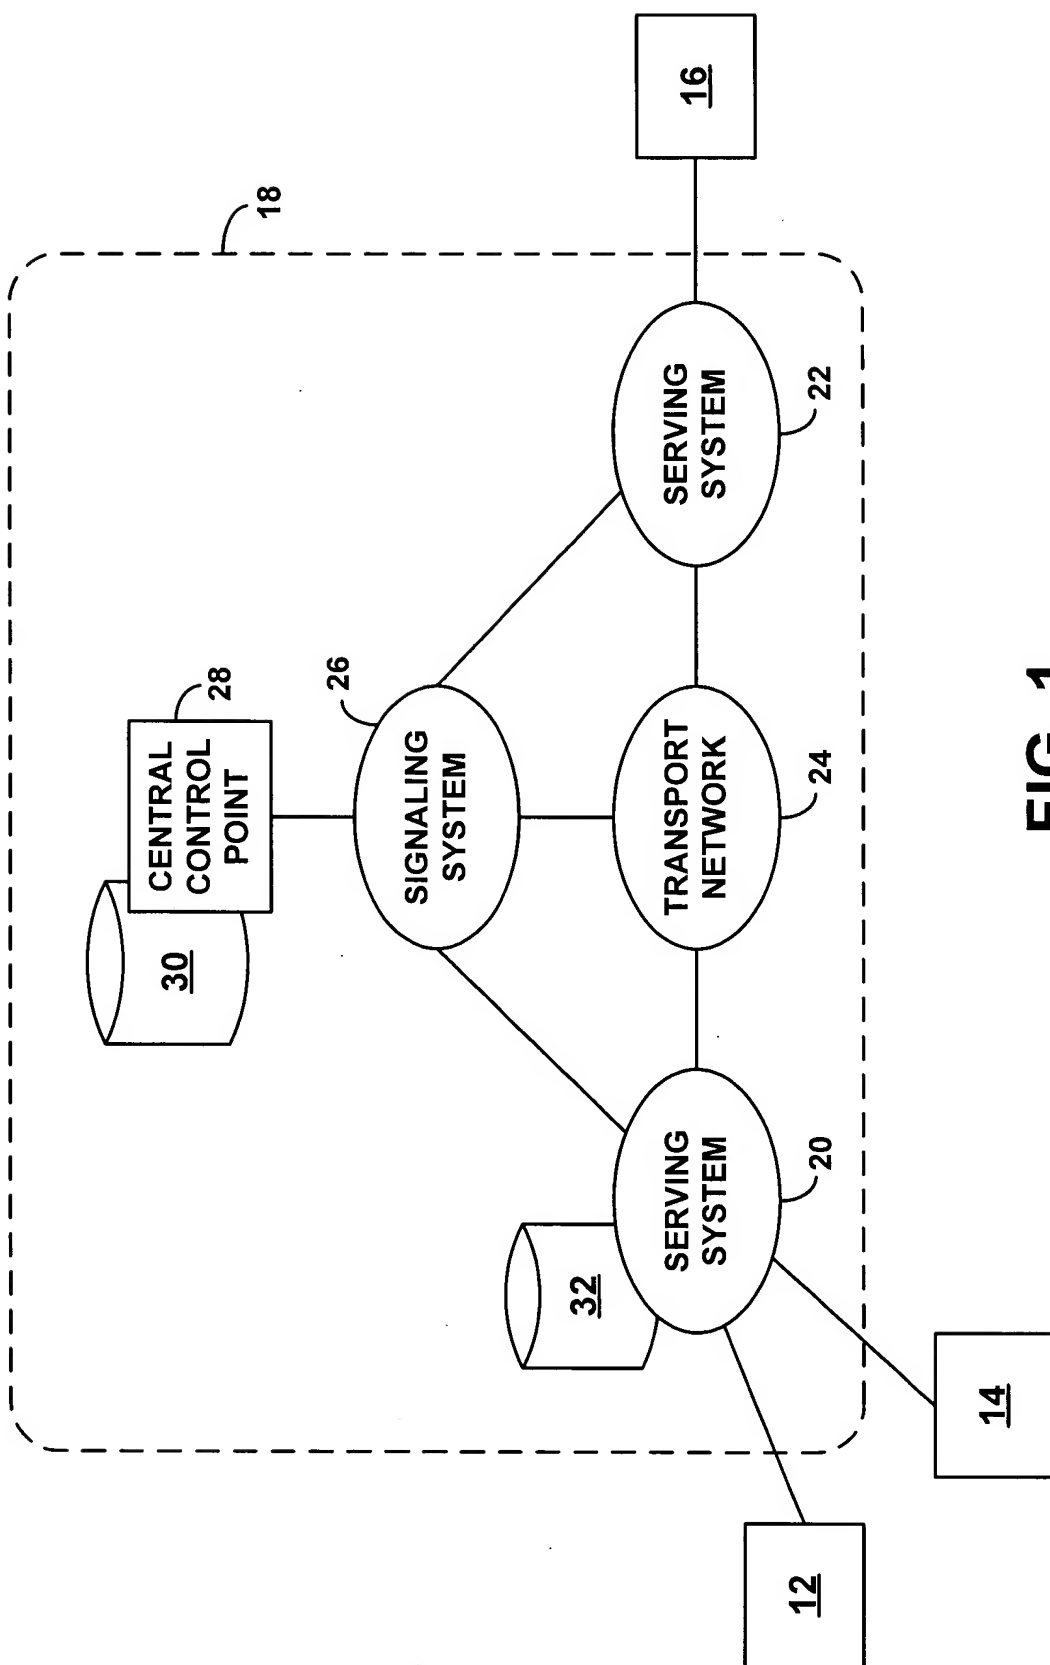 18
CENTRAL
CONTROL
POINT
28
30
SIGNALING
SYSTEM
26
32
SERVING
SYSTEM
20
TRANSPORT
NETWORK
24
SERVING
SYSTEM
22
16
12
14
FIG. 1